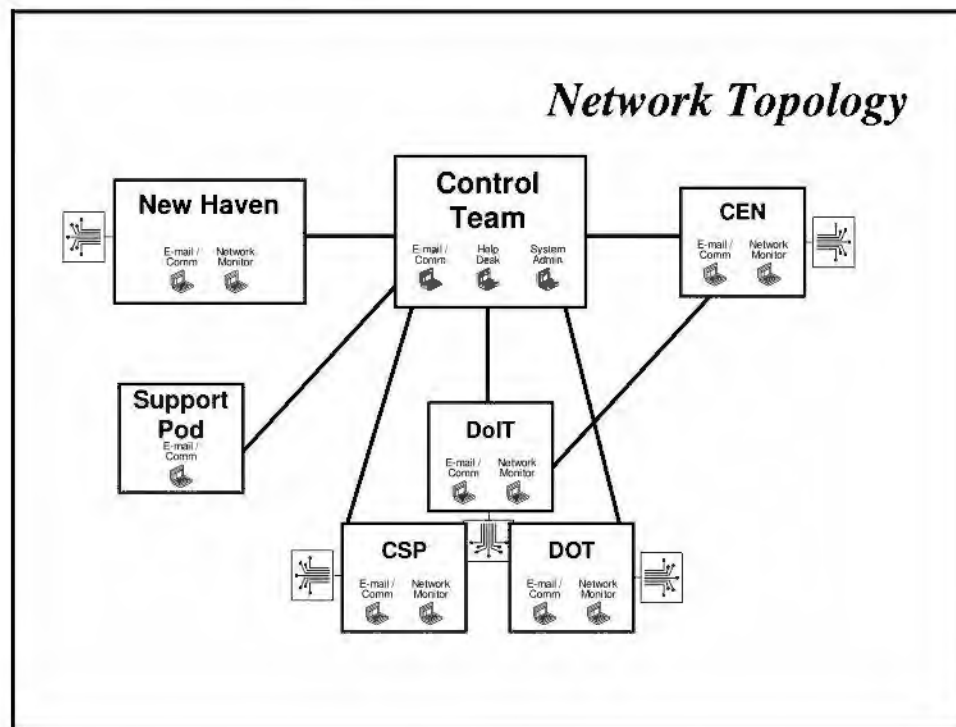 Network Topology
New Haven
E-mail / Network
Comm Monitor
Control
Team
E-mail / Help System
Comm Desk Admin
CEN
E-mail / Network
Comm Monitor
Support
Pod
E-mail /
Comm
DoIT
E-mail / Network
Comm Monitor
CSP
E-mail / Network
Comm Monitor
DOT
E-mail / Network
Comm Monitor